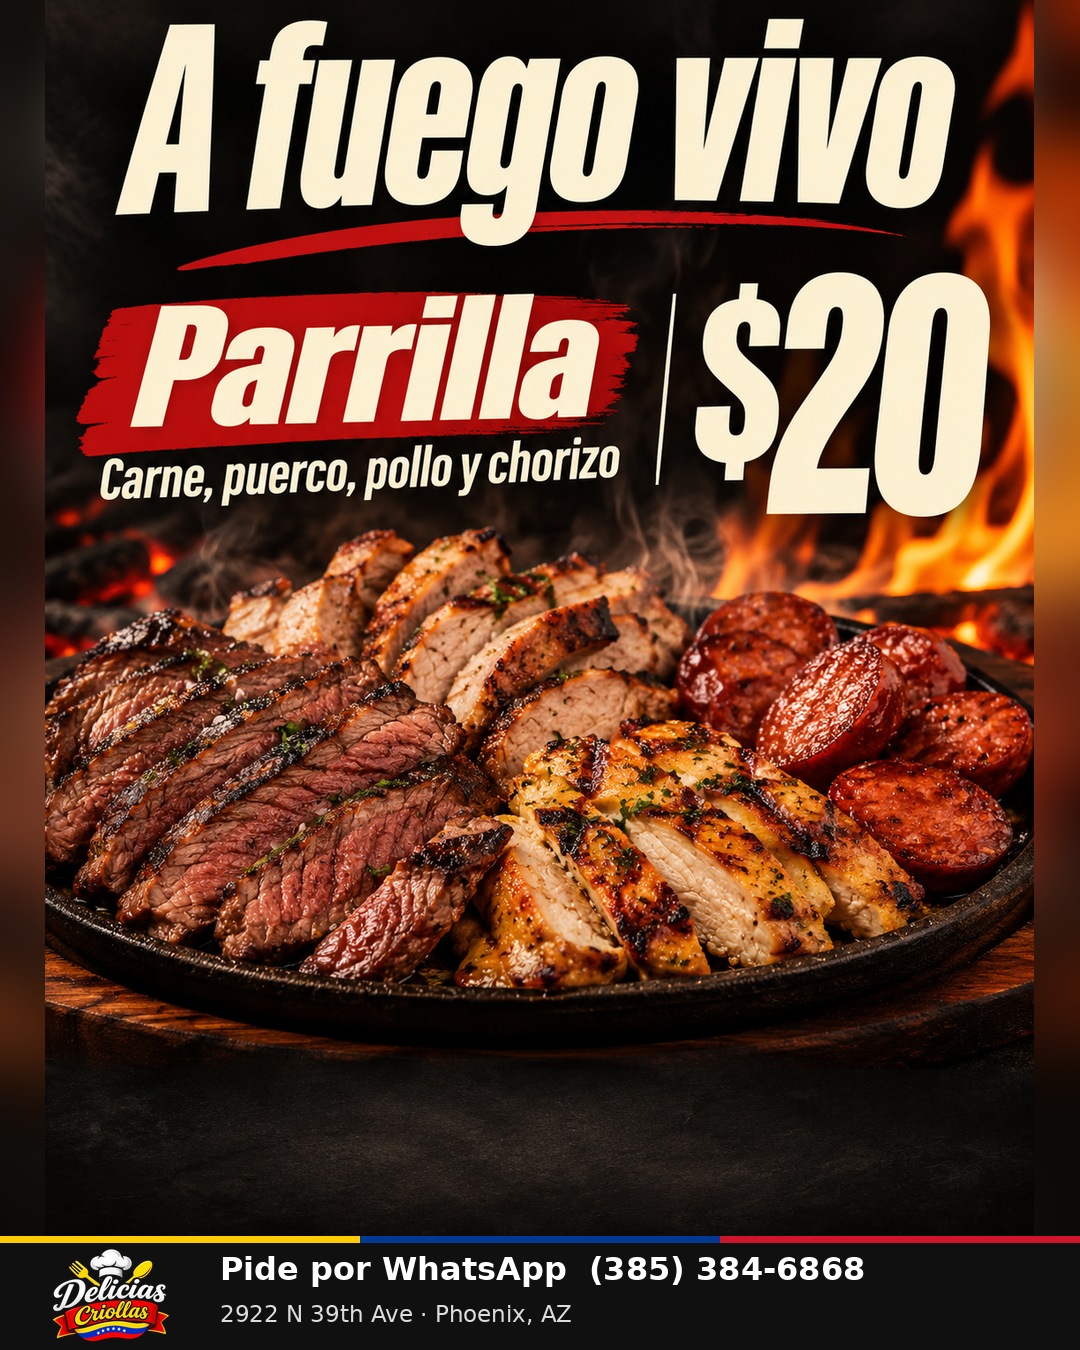 A fuego vivo
Parrilla
$20
Carne, puerco, pollo y chorizo
Delicias
Criollas
Pide por WhatsApp (385) 384-6868
2922 N 39th Ave · Phoenix, AZ